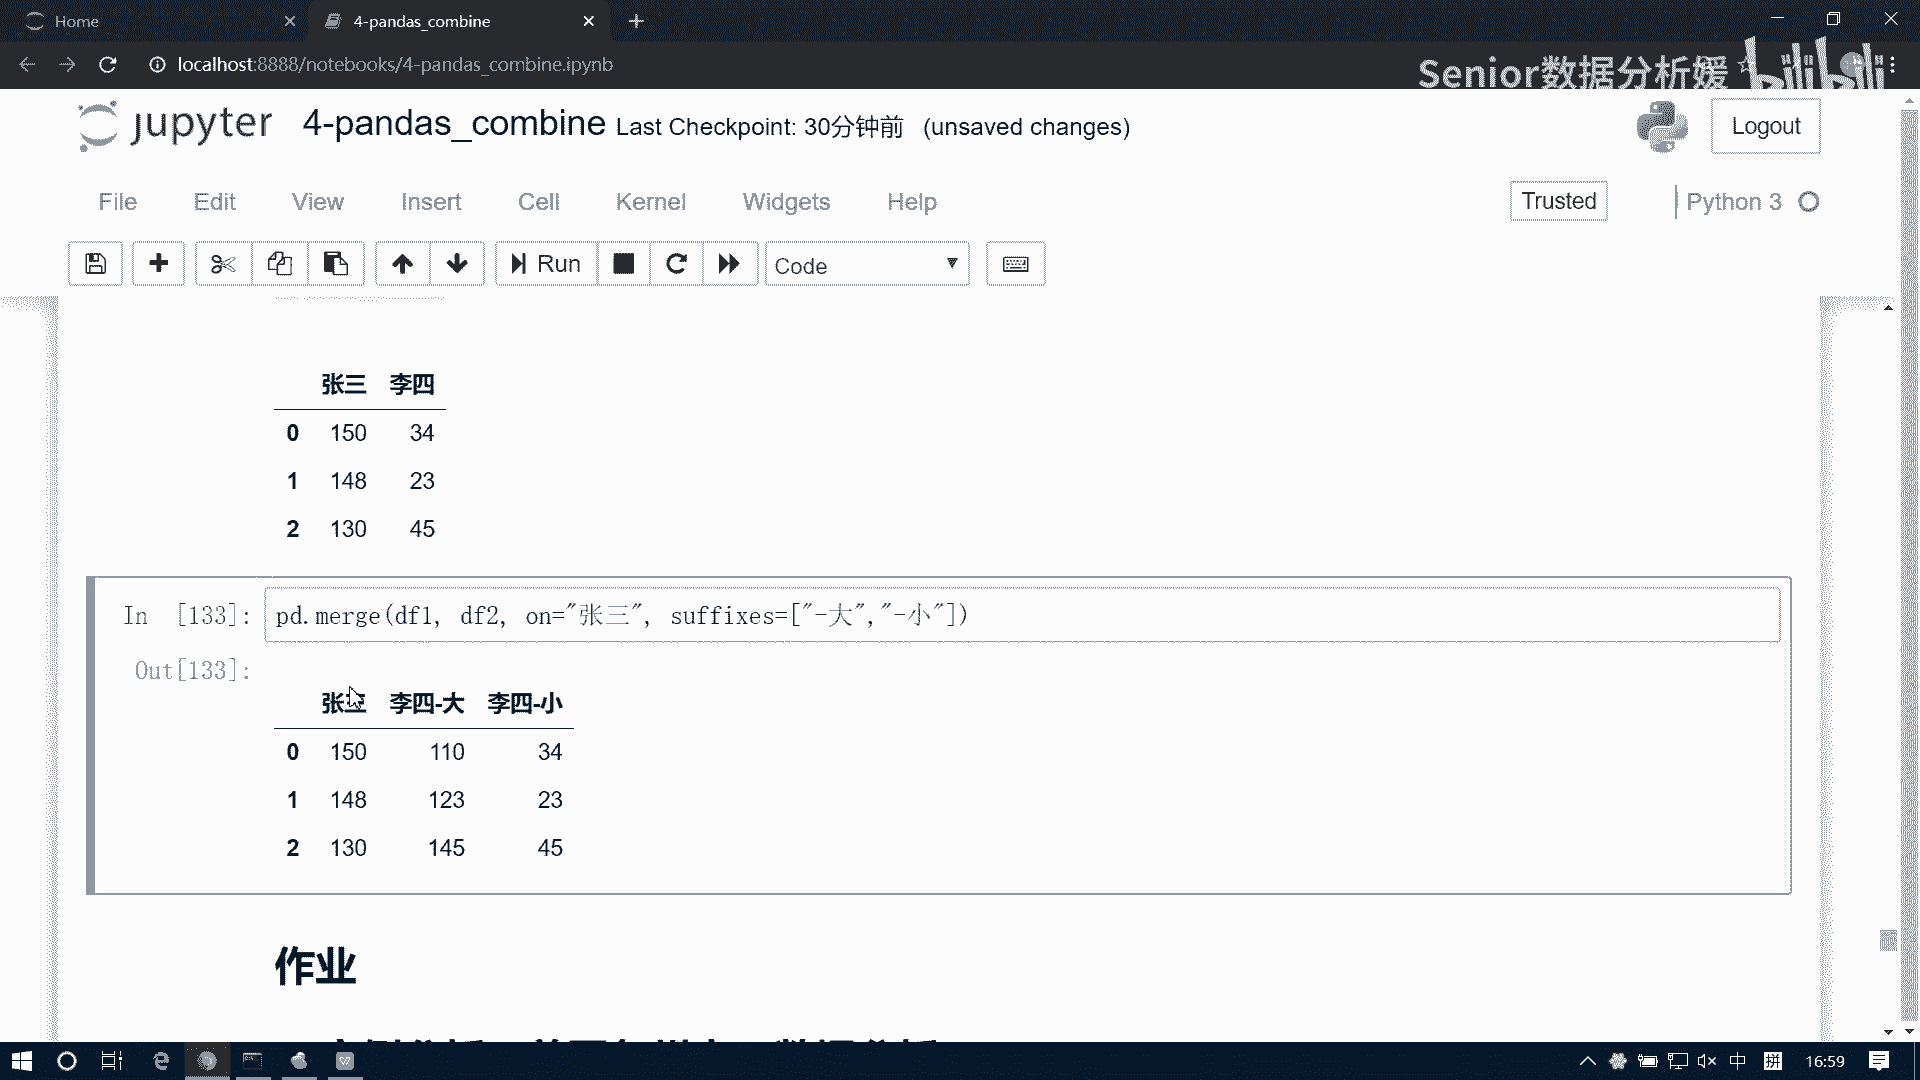 Home
4-pandas_combine
localhost:8888/notebooks/4-pandas_combine.ipynb
Senior数据分析媛 bilibili
jupyter 4-pandas_combine Last Checkpoint: 30分钟前 (unsaved changes)
Logout
File Edit View Insert Cell Kernel Widgets Help
Trusted
Python 3
Run
Code
张三 李四
0 150 34
1 148 23
2 130 45
In [133]: pd.merge(df1, df2, on="张三", suffixes=["-大","-小"])
Out[133]:
张三 李四-大 李四-小
0 150 110 34
1 148 123 23
2 130 145 45
作业
中 拼 16:59